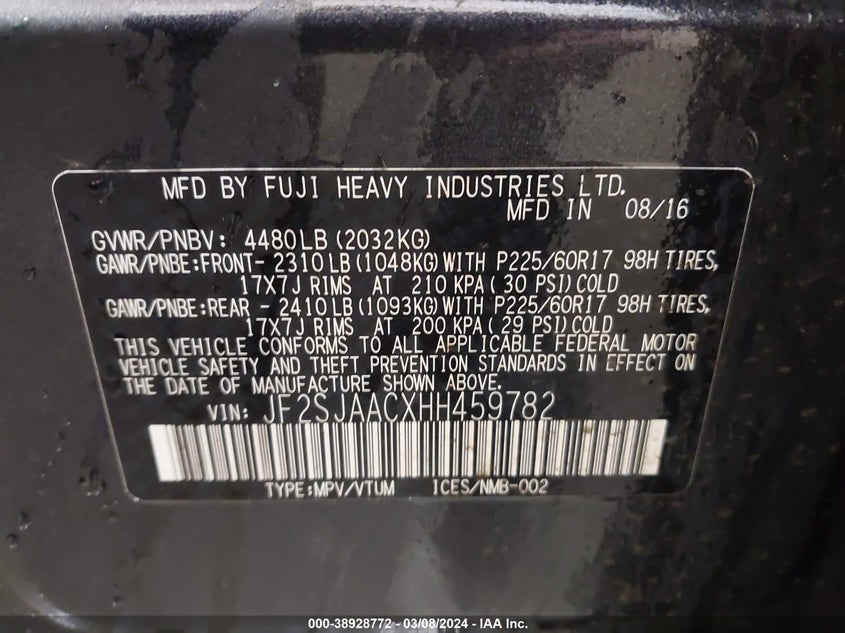 MFD BY FUJI HEAVY INDUSTRIES LTD.
MFD IN 08/16
GVWR/PNBV: 4480LB (2032KG)
GAWR/PNBE:FRONT- 2310 LB (1048KG) WITH P225/60R17 98H TIRES,
17X7J RIMS AT 210 KPA ( 30 PSI) COLD
GAWR/PNBE:REAR - 2410 LB (1093KG) WITH P225/60R17 98H TIRES,
17X7J RIMS AT 200 KPA ( 29 PSI) COLD
THIS VEHICLE CONFORMS TO ALL APPLICABLE FEDERAL MOTOR
VEHICLE SAFETY AND THEFT PREVENTION STANDARDS IN EFFECT ON
THE DATE OF MANUFACTURE SHOWN ABOVE.
VIN: JF2SJAACXHH459782
TYPE:MPV/VTUM ICES/NMB-002
000-38928772 - 03/08/2024 - IAA Inc.